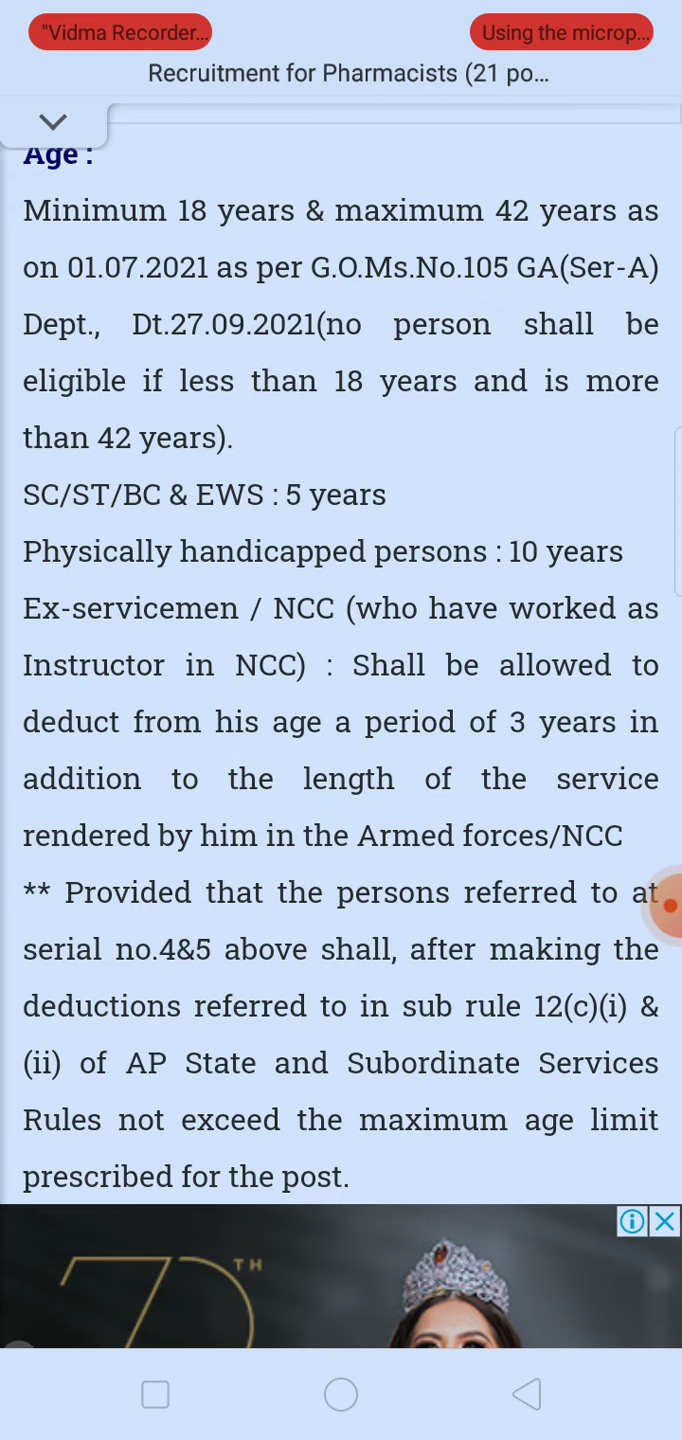 "Vidma Recorder...
Using the microp...
Recruitment for Pharmacists (21 po...
Age :
Minimum 18 years & maximum 42 years as
on 01.07.2021 as per G.O.Ms.No.105 GA(Ser-A)
Dept., Dt.27.09.2021(no person shall be
eligible if less than 18 years and is more
than 42 years).
SC/ST/BC & EWS : 5 years
Physically handicapped persons : 10 years
Ex-servicemen / NCC (who have worked as
Instructor in NCC) : Shall be allowed to
deduct from his age a period of 3 years in
addition to the length of the service
rendered by him in the Armed forces/NCC
** Provided that the persons referred to at
serial no.4&5 above shall, after making the
deductions referred to in sub rule 12(c)(i) &
(ii) of AP State and Subordinate Services
Rules not exceed the maximum age limit
prescribed for the post.
70TH